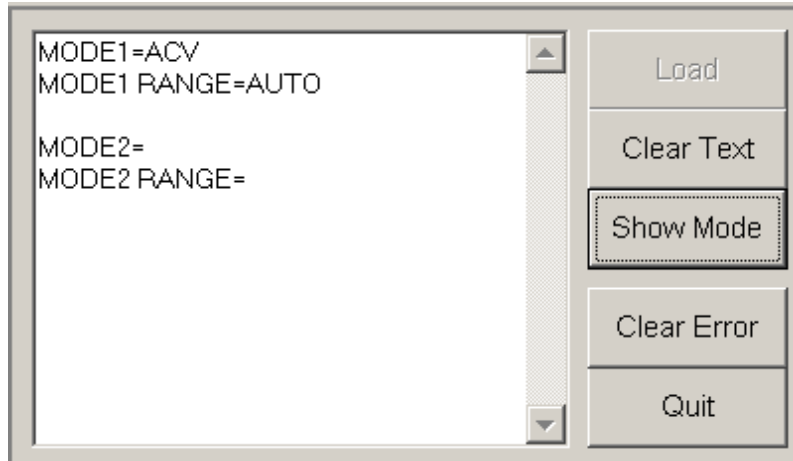 MODE1=ACV
MODE1 RANGE=AUTO
MODE2=
MODE2 RANGE=
Load
Clear Text
Show Mode
Clear Error
Quit